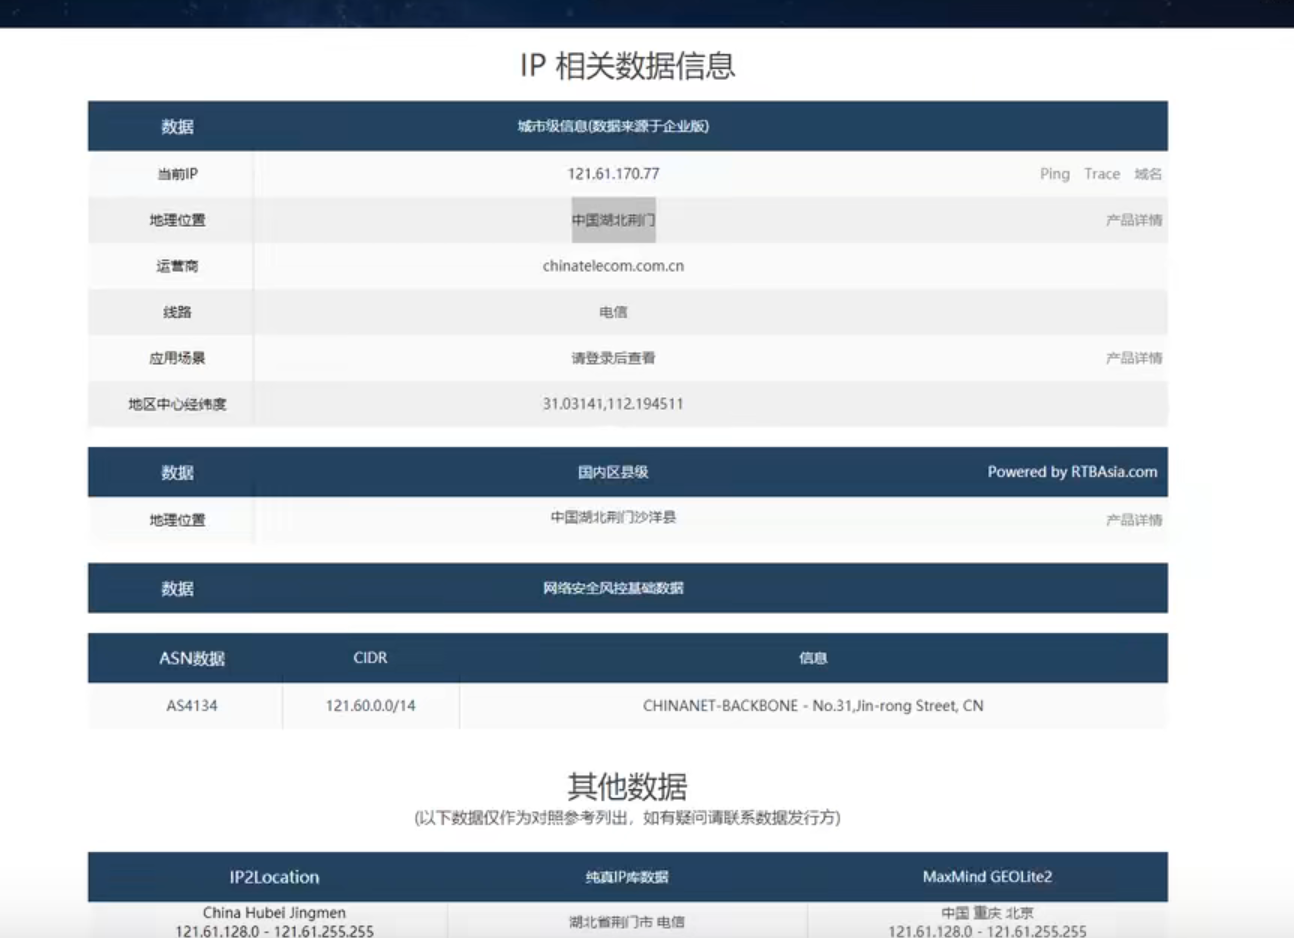 IP 相关数据信息
数据 城市级信息(数据来源于企业版)
当前IP 121.61.170.77 Ping Trace 域名
地理位置 中国湖北荆门 产品详情
运营商 chinatelecom.com.cn
线路 电信
应用场景 请登录后查看 产品详情
地区中心经纬度 31.03141,112.194511
数据 国内区县级 Powered by RTBAsia.com
地理位置 中国湖北荆门沙洋县 产品详情
数据 网络安全风控基础数据
ASN数据 CIDR 信息
AS4134 121.60.0.0/14 CHINANET-BACKBONE - No.31,Jin-rong Street, CN
其他数据
(以下数据仅作为对照参考列出，如有疑问请联系数据发行方)
IP2Location 纯真IP库数据 MaxMind GEOLite2
China Hubei Jingmen 湖北省荆门市 电信 中国 重庆 北京
121.61.128.0 - 121.61.255.255 121.61.128.0 - 121.61.255.255